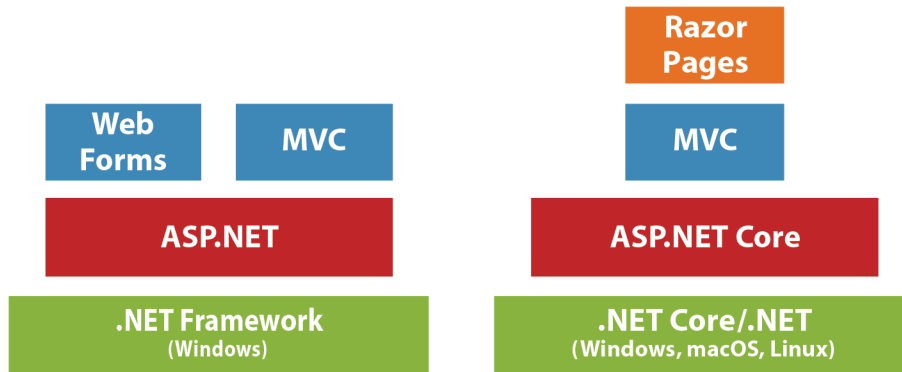 Razor
Pages
Web
Forms
MVC
MVC
ASP.NET
ASP.NET Core
.NET Framework
(Windows)
.NET Core/.NET
(Windows, macOS, Linux)